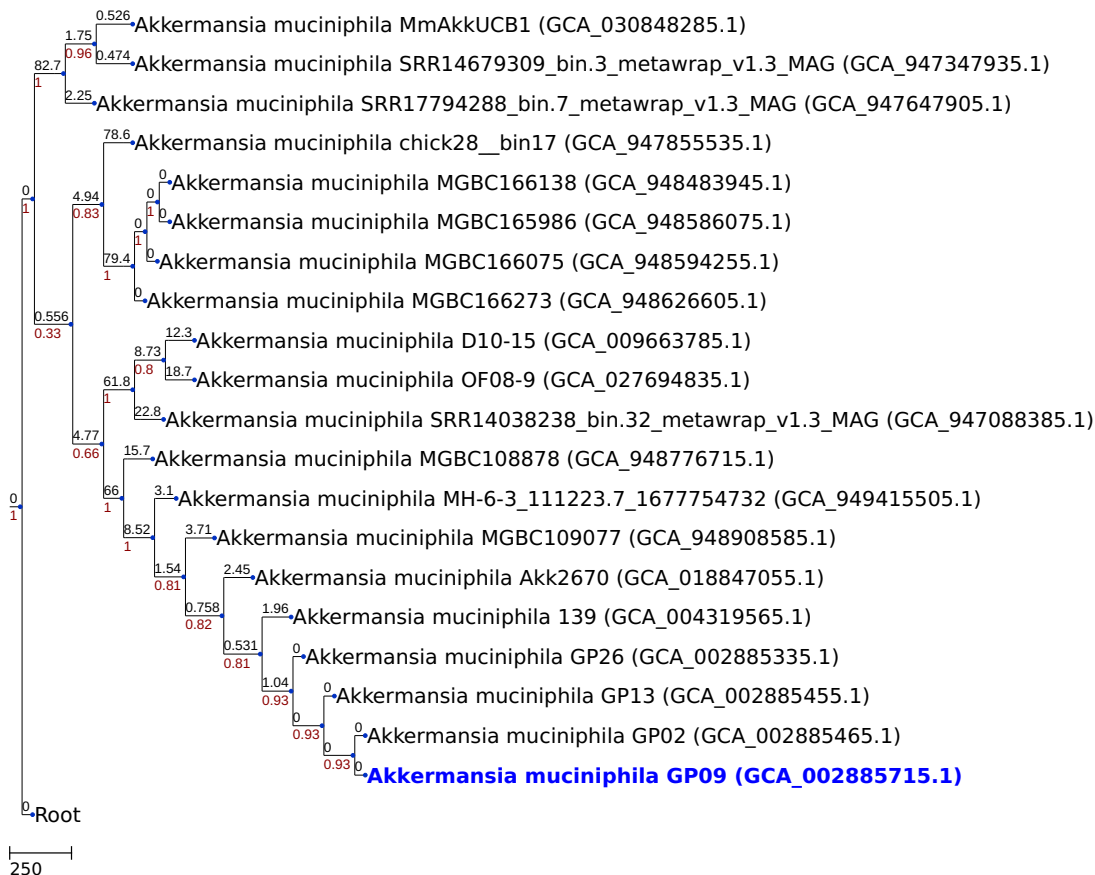 0.526
Akkermansia muciniphila MmAkkUCB1 (GCA_030848285.1)
1.75
0.96
0.474
Akkermansia muciniphila SRR14679309_bin.3_metawrap_v1.3_MAG (GCA_947347935.1)
82.7
1
2.25
Akkermansia muciniphila SRR17794288_bin.7_metawrap_v1.3_MAG (GCA_947647905.1)
78.6
Akkermansia muciniphila chick28__bin17 (GCA_947855535.1)
0
Akkermansia muciniphila MGBC166138 (GCA_948483945.1)
0
1
4.94
0.83
0
1
0
Akkermansia muciniphila MGBC165986 (GCA_948586075.1)
0
1
0
Akkermansia muciniphila MGBC166075 (GCA_948594255.1)
79.4
1
0
Akkermansia muciniphila MGBC166273 (GCA_948626605.1)
0.556
0.33
12.3
Akkermansia muciniphila D10-15 (GCA_009663785.1)
8.73
0.8
18.7
Akkermansia muciniphila OF08-9 (GCA_027694835.1)
61.8
1
22.8
Akkermansia muciniphila SRR14038238_bin.32_metawrap_v1.3_MAG (GCA_947088385.1)
4.77
0.66
15.7
Akkermansia muciniphila MGBC108878 (GCA_948776715.1)
66
1
3.1
Akkermansia muciniphila MH-6-3_111223.7_1677754732 (GCA_949415505.1)
0
1
8.52
1
3.71
Akkermansia muciniphila MGBC109077 (GCA_948908585.1)
1.54
0.81
2.45
Akkermansia muciniphila Akk2670 (GCA_018847055.1)
0.758
0.82
1.96
Akkermansia muciniphila 139 (GCA_004319565.1)
0.531
0.81
0
Akkermansia muciniphila GP26 (GCA_002885335.1)
1.04
0.93
0
Akkermansia muciniphila GP13 (GCA_002885455.1)
0
0.93
0
Akkermansia muciniphila GP02 (GCA_002885465.1)
0
0.93
0
Akkermansia muciniphila GP09 (GCA_002885715.1)
0
Root
250